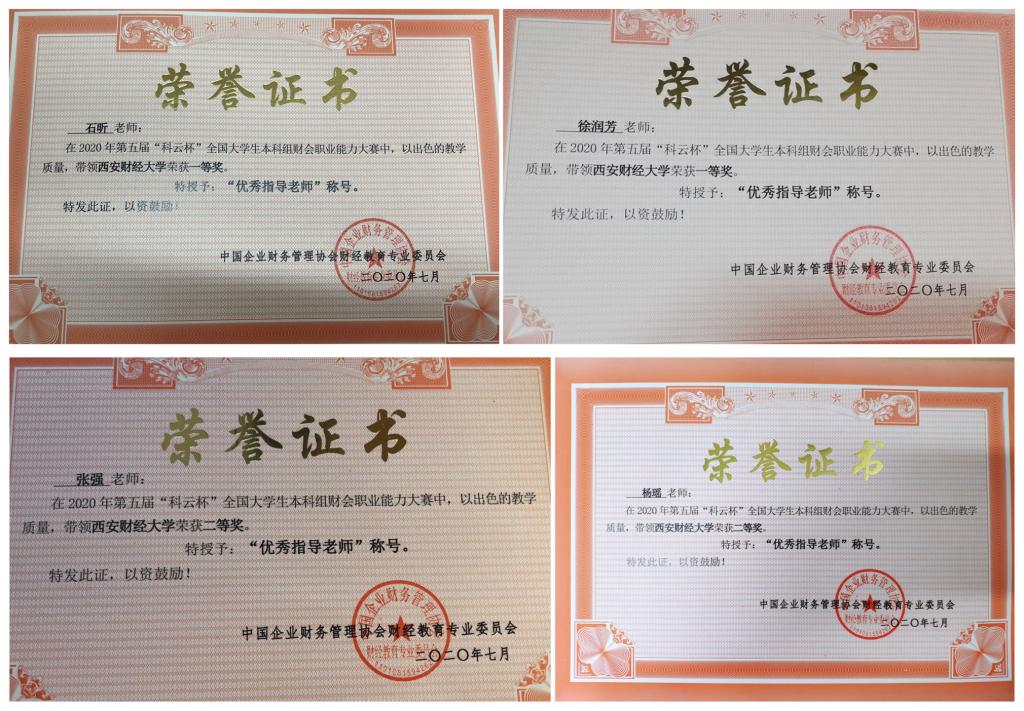 荣誉证书
石昕 老师：
在2020年第五届“科云杯”全国大学生本科组财会职业能力大赛中，以出色的教学
质量，带领西安财经大学荣获一等奖。
特授予：“优秀指导老师”称号。
特发此证，以资鼓励！
中国企业财务管理协会财经教育专业委员会
二〇二〇年七月
荣誉证书
徐润芳 老师：
在2020年第五届“科云杯”全国大学生本科组财会职业能力大赛中，以出色的教学
质量，带领西安财经大学荣获一等奖。
特授予：“优秀指导老师”称号。
特发此证，以资鼓励！
中国企业财务管理协会财经教育专业委员会
二〇二〇年七月
荣誉证书
张强 老师：
在2020年第五届“科云杯”全国大学生本科组财会职业能力大赛中，以出色的教学
质量，带领西安财经大学荣获二等奖。
特授予：“优秀指导老师”称号。
特发此证，以资鼓励！
中国企业财务管理协会财经教育专业委员会
二〇二〇年七月
荣誉证书
杨瑶 老师：
在2020年第五届“科云杯”全国大学生本科组财会职业能力大赛中，以出色的教学
质量，带领西安财经大学荣获二等奖。
特授予：“优秀指导老师”称号。
特发此证，以资鼓励！
中国企业财务管理协会财经教育专业委员会
二〇二〇年七月